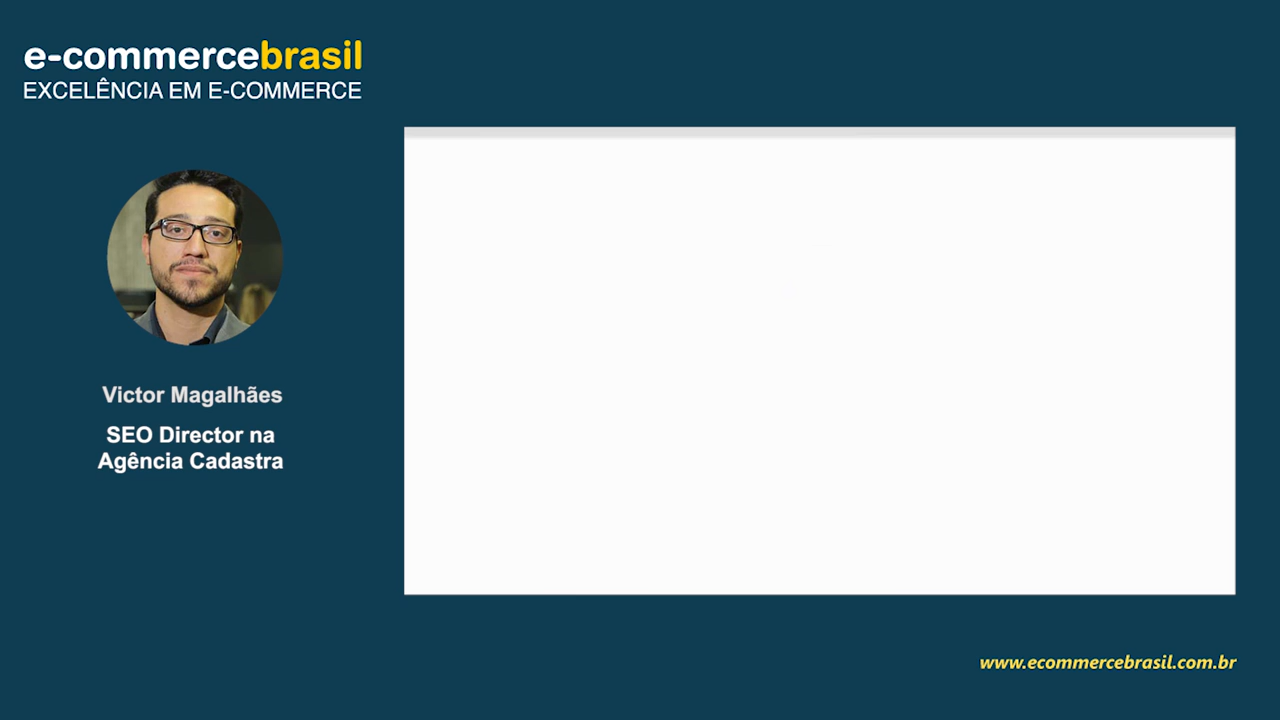 e-commercebrasil
EXCELÊNCIA EM E-COMMERCE
Victor Magalhães
SEO Director na
Agência Cadastra
www.ecommercebrasil.com.br